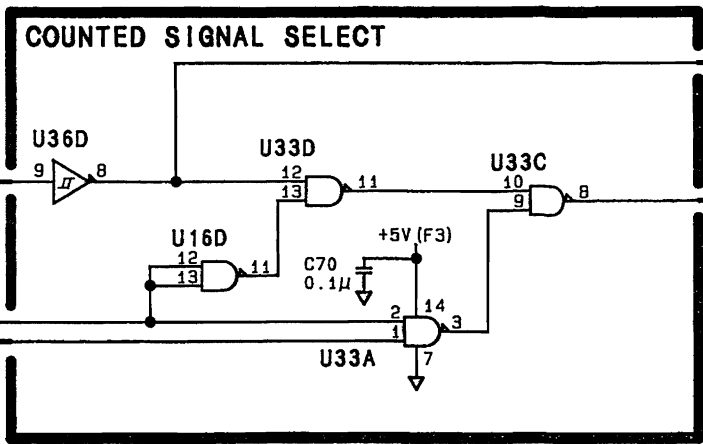 COUNTED SIGNAL SELECT
U36D
9 8
U33D
12 11
13
U33C
10 8
9
U16D
12 11
13
+5V (F3)
C70
0.1µ
14
2 3
1
U33A 7